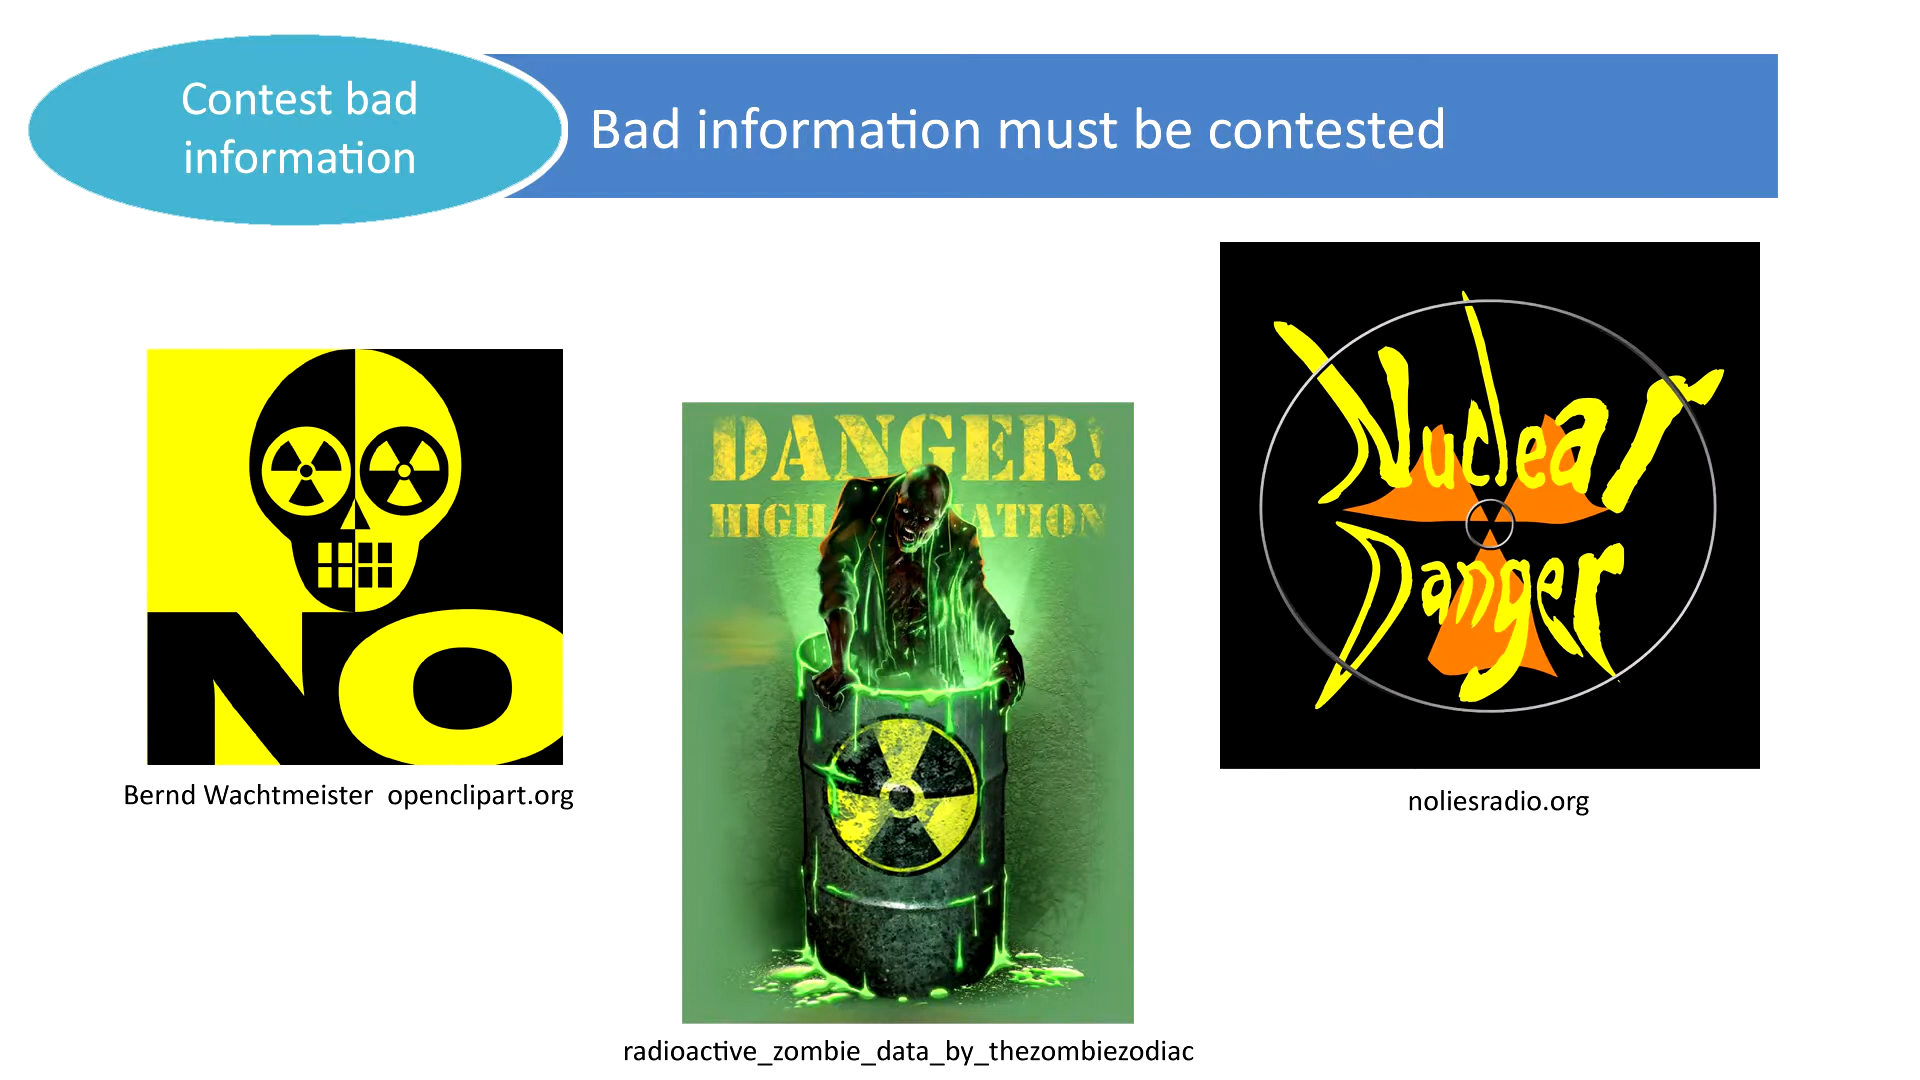 Contest bad
information
Bad information must be contested
NO
Bernd Wachtmeister openclipart.org
DANGER!
HIGH
radioactive_zombie_data_by_thezombiezodiac
Nuclear
Danger
noliesradio.org